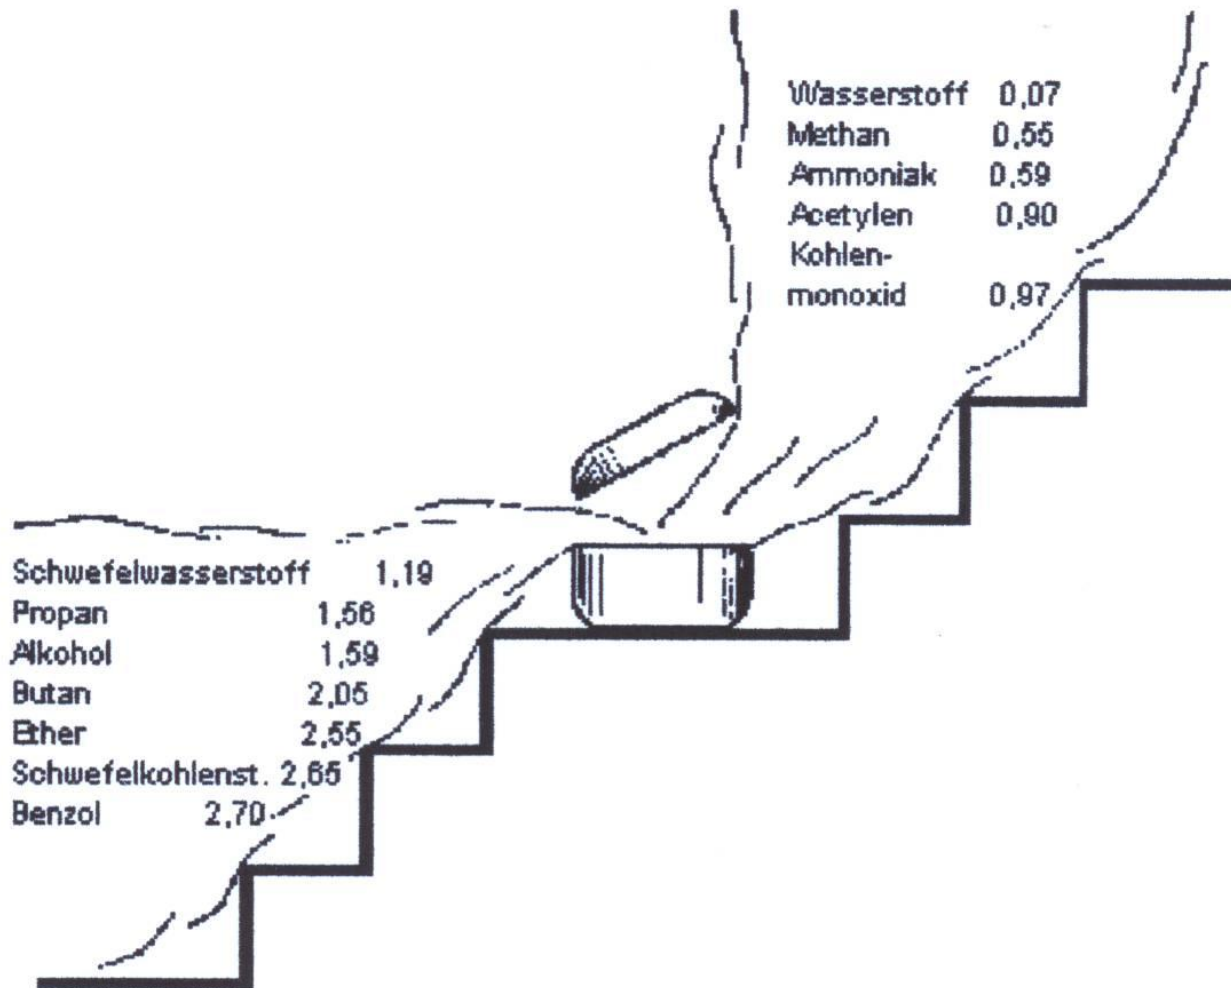 Wasserstoff 0,07
Methan 0,55
Ammoniak 0,59
Acetylen 0,90
Kohlen-
monoxid 0,97
Schwefelwasserstoff 1,19
Propan 1,56
Alkohol 1,59
Butan 2,05
Ether 2,55
Schwefelkohlenst. 2,65
Benzol 2,70